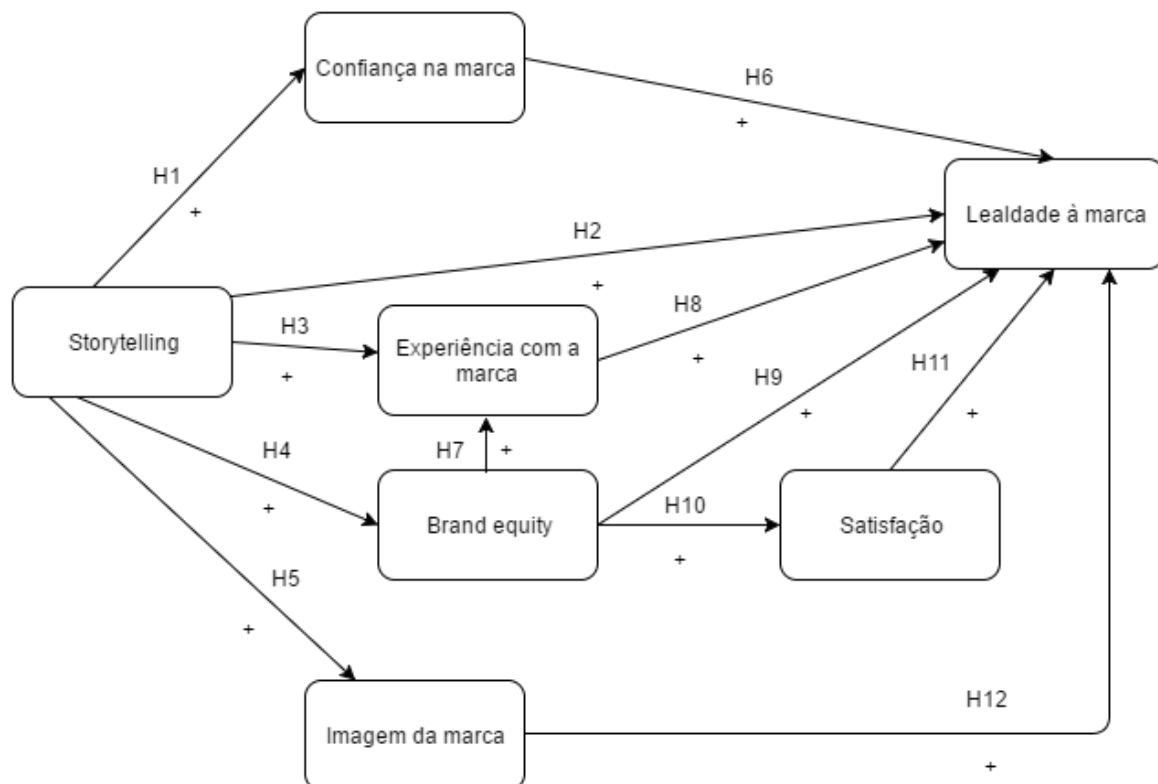 Confiança na marca
H6
+
H1
+
Lealdade à marca
H2
+
Storytelling
H3
+
Experiência com a
marca
H8
+
H9
+
H11
+
H4
+
H7
+
Brand equity
H10
+
Satisfação
H5
+
Imagem da marca
H12
+